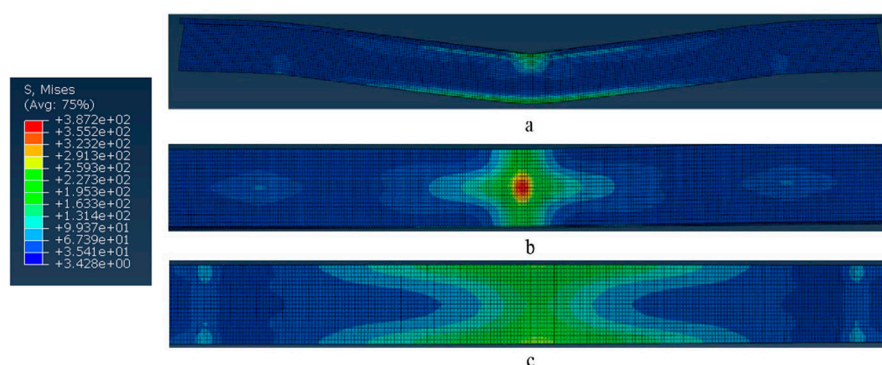 S, Mises
(Avg: 75%)
+3.872e+02
+3.552e+02
+3.232e+02
+2.913e+02
+2.593e+02
+2.273e+02
+1.953e+02
+1.633e+02
+1.314e+02
+9.937e+01
+6.739e+01
+3.541e+01
+3.428e+00
a
b
c